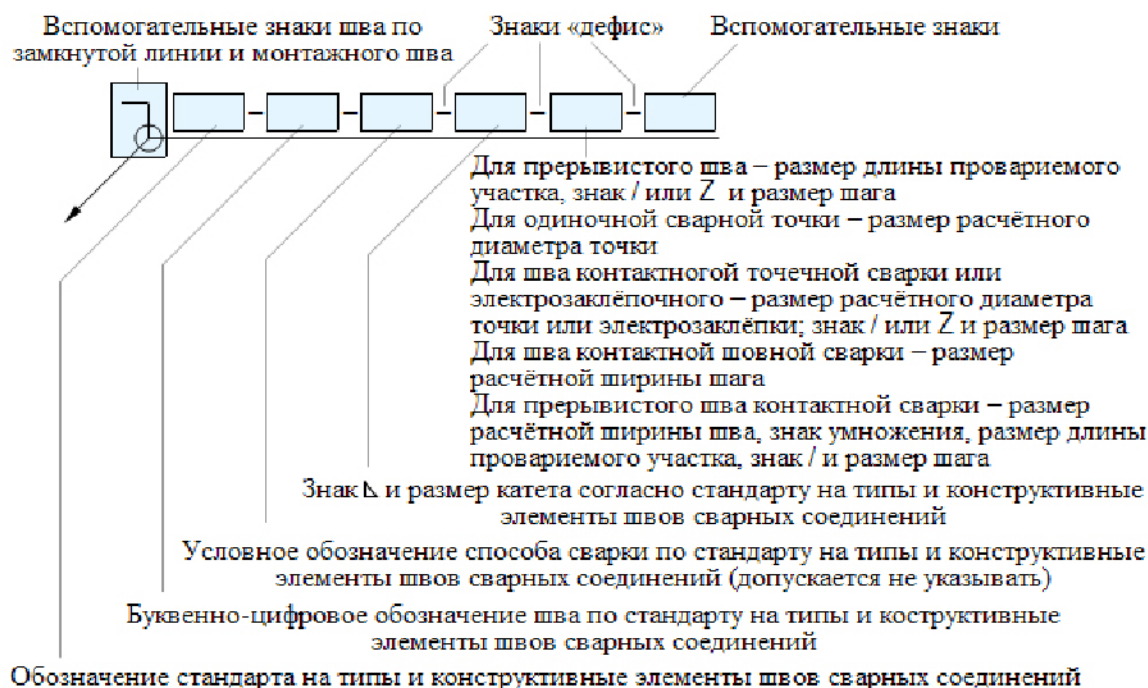 Вспомогательные знаки шва по
замкнутой линии и монтажного шва
Знаки «дефис»
Вспомогательные знаки
Для прерывистого шва – размер длины провариемого
участка, знак / или Z и размер шага
Для одиночной сварной точки – размер расчётного
диаметра точки
Для шва контактногой точечной сварки или
электрозаклёпочного – размер расчётного диаметра
точки или электрозаклёпки; знак / или Z и размер шага
Для шва контактной шовной сварки – размер
расчётной ширины шага
Для прерывистого шва контактной сварки – размер
расчётной ширины шва, знак умножения, размер длины
провариемого участка, знак / и размер шага
Знак ⊾ и размер катета согласно стандарту на типы и конструктивные
элементы швов сварных соединений
Условное обозначение способа сварки по стандарту на типы и конструктивные
элементы швов сварных соединений (допускается не указывать)
Буквенно-цифровое обозначение шва по стандарту на типы и коструктивные
элементы швов сварных соединений
Обозначение стандарта на типы и конструктивные элементы швов сварных соединений